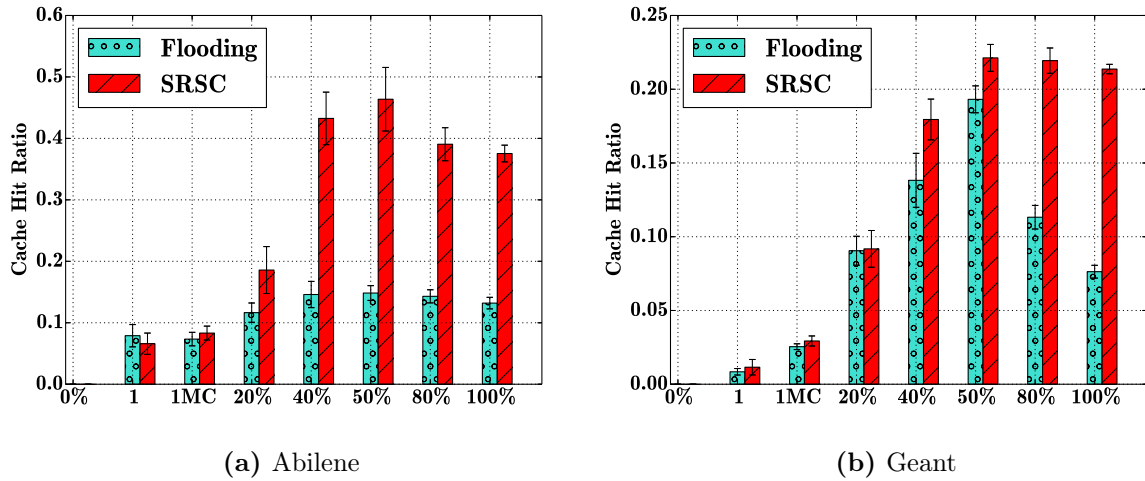 0.6
0.5
0.4
0.3
0.2
0.1
0.0
Cache Hit Ratio
Flooding
SRSC
0% 1 1MC 20% 40% 50% 80% 100%
(a) Abilene
0.25
0.20
0.15
0.10
0.05
0.00
Cache Hit Ratio
Flooding
SRSC
0% 1 1MC 20% 40% 50% 80% 100%
(b) Geant